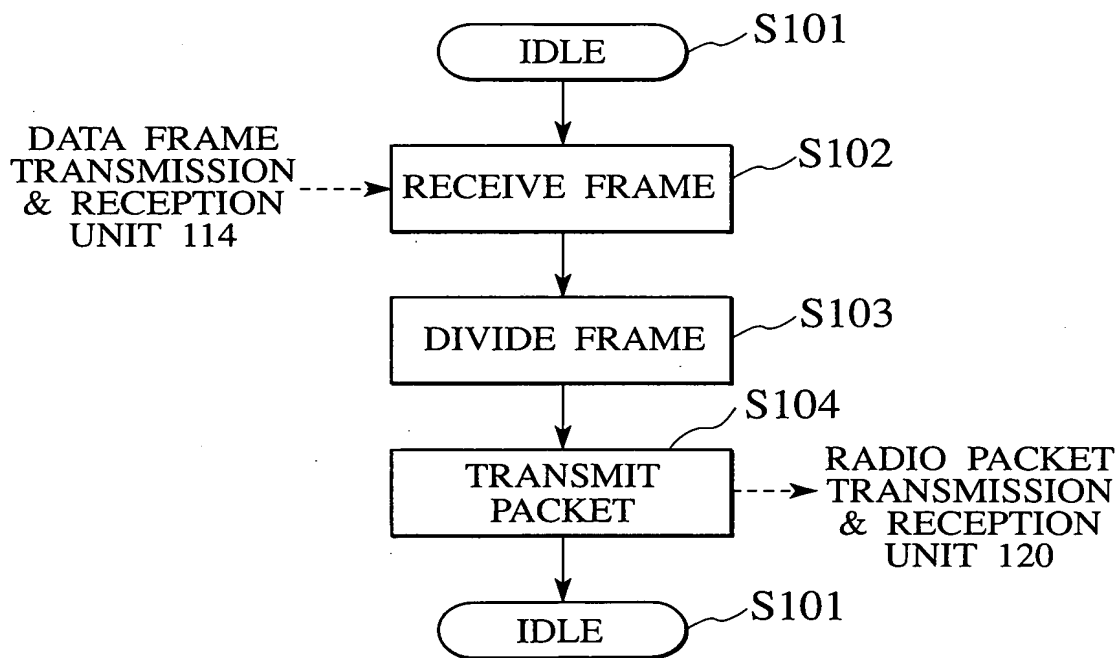 IDLE
S101
DATA FRAME
TRANSMISSION
& RECEPTION
UNIT 114
RECEIVE FRAME
S102
DIVIDE FRAME
S103
S104
TRANSMIT
PACKET
RADIO PACKET
TRANSMISSION
& RECEPTION
UNIT 120
IDLE
S101